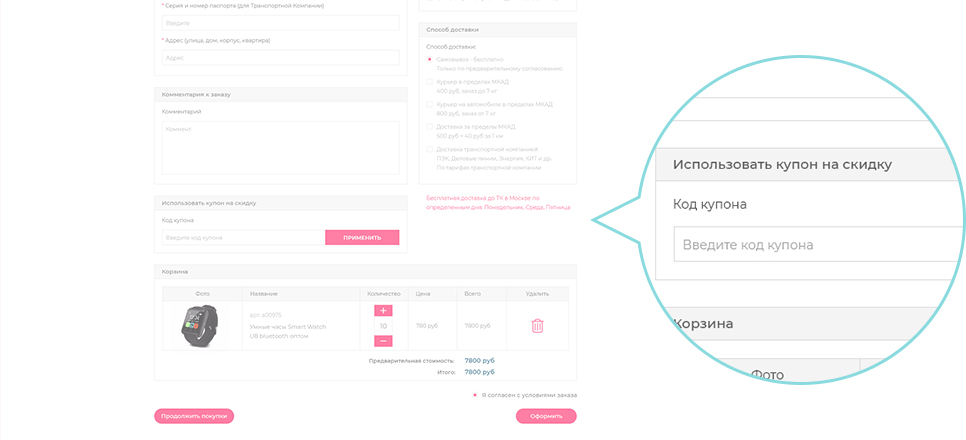 * Серия и номер паспорта (для Транспортной Компании)
Введите
* Адрес (улица, дом, корпус, квартира)
Адрес
Комментарии к заказу
Комментарий
Коммент
Использовать купон на скидку
Код купона
Введите код купона
ПРИМЕНИТЬ
Способ доставки
Способ доставки:
Самовывоз - бесплатно
Только по предварительному согласованию
Курьер в пределах МКАД
400 руб, заказ до 7 кг
Курьер на автомобиле в пределах МКАД
800 руб, заказ от 7 кг
Доставка за пределы МКАД
500 руб + 40 руб за 1 км
Доставка транспортной компанией
ПЭК, Деловые линии, Энергия, КИТ и др.
По тарифам транспортной компании
Бесплатная доставка до ТК в Москве по
определенным дня Понедельник, Среда, Пятница
Корзина
Фото Название Количество Цена Всего Удалить
арт. a00975
Умные часы Smart Watch
U8 bluetooth оптом
+
10
−
780 руб
7800 руб
Предварительная стоимость: 7800 руб
Итого: 7800 руб
Я согласен с условиями заказа
Продолжить покупки
Оформить
Использовать купон на скидку
Код купона
Введите код купона
Корзина
Фото